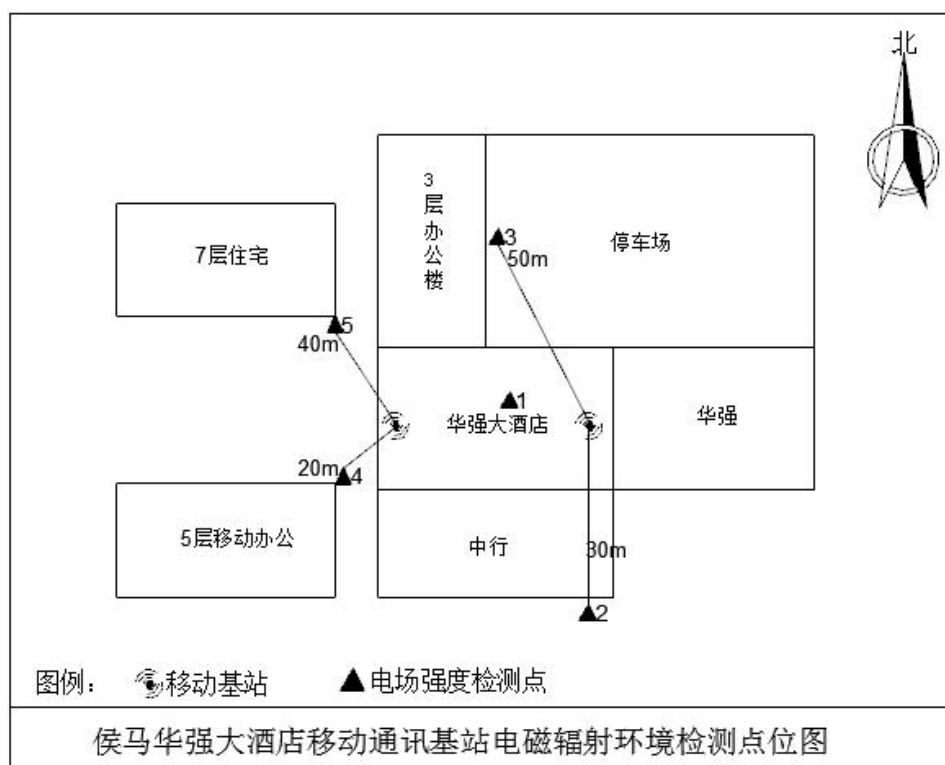 北
3层办公楼
3
50m
停车场
7层住宅
5
40m
1
华强大酒店
华强
20m
4
5层移动办公
中行
30m
2
图例：
移动基站
电场强度检测点
侯马华强大酒店移动通讯基站电磁辐射环境检测点位图